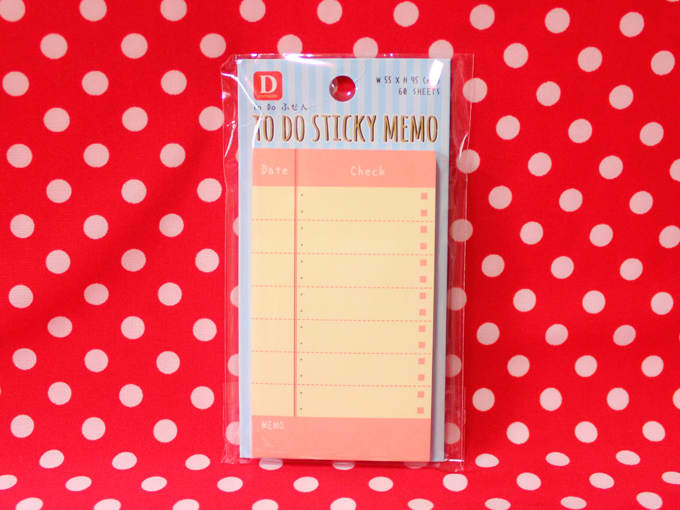 D
W 55 X H 95
60 SHEETS
To Do ふせん
TO DO STICKY MEMO
Date Check
MEMO